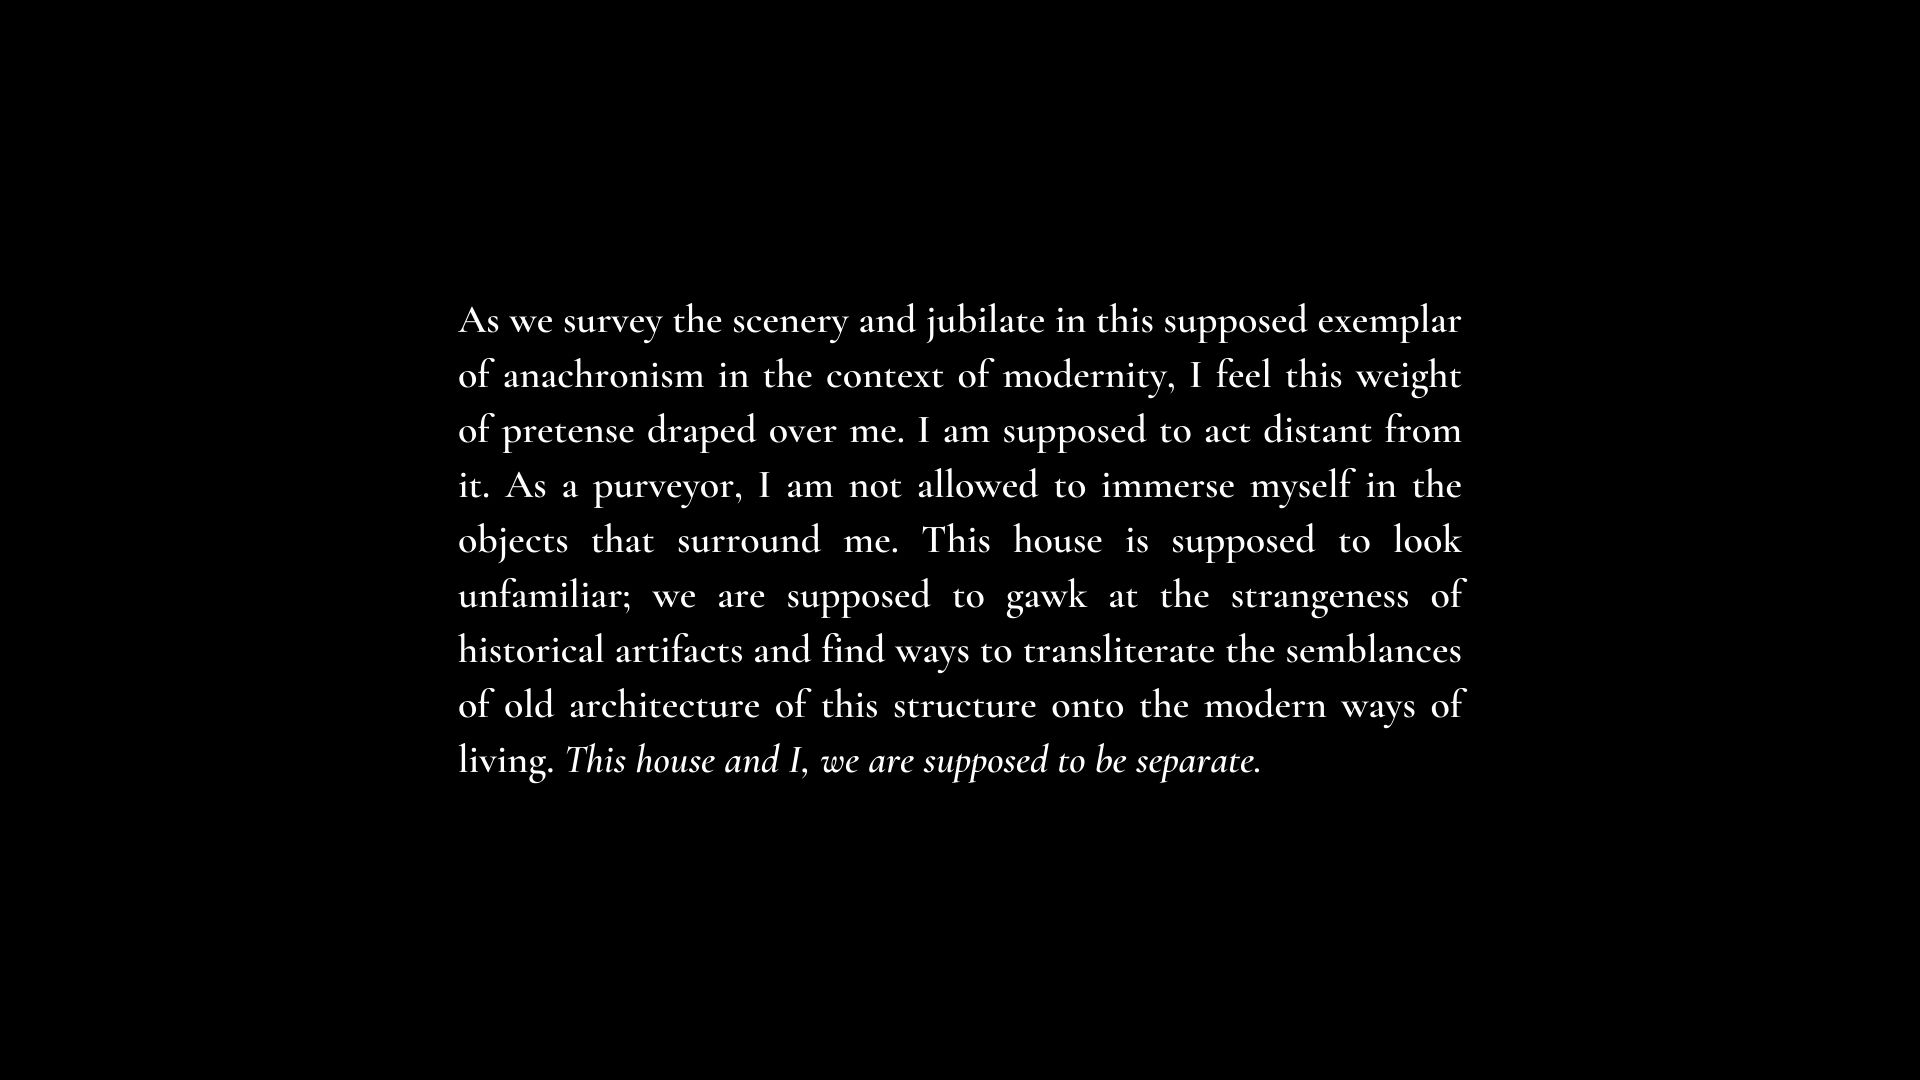 As we survey the scenery and jubilate in this supposed exemplar
of anachronism in the context of modernity, I feel this weight
of pretense draped over me. I am supposed to act distant from
it. As a purveyor, I am not allowed to immerse myself in the
objects that surround me. This house is supposed to look
unfamiliar; we are supposed to gawk at the strangeness of
historical artifacts and find ways to transliterate the semblances
of old architecture of this structure onto the modern ways of
living. This house and I, we are supposed to be separate.